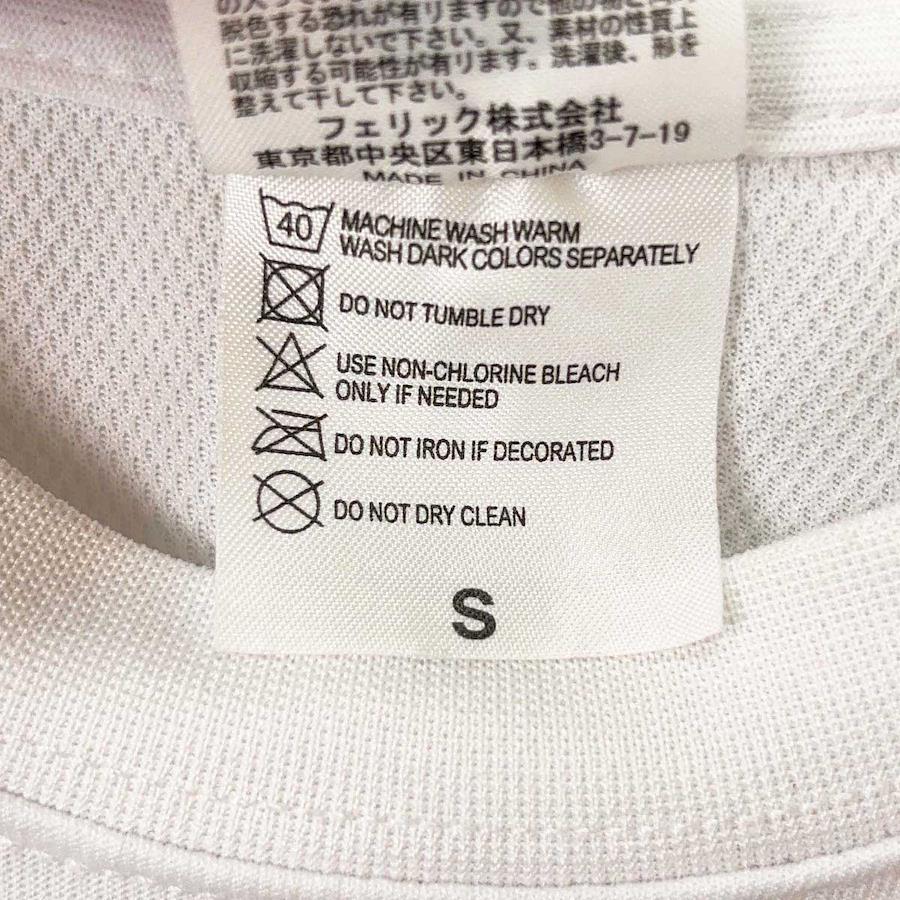 脱色する恐れが有りますので他の物と
に洗濯しないで下さい。又、素材の性質上
収縮する可能性が有ります。洗濯後、形を
整えて干して下さい。
フェリック株式会社
東京都中央区東日本橋3-7-19
MADE IN CHINA
40 MACHINE WASH WARM
WASH DARK COLORS SEPARATELY
DO NOT TUMBLE DRY
USE NON-CHLORINE BLEACH
ONLY IF NEEDED
DO NOT IRON IF DECORATED
DO NOT DRY CLEAN
S